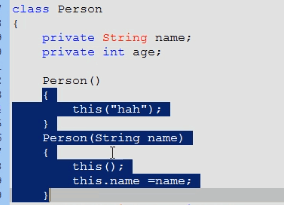 class Person
{
private String name;
private int age;
Person()
{
this("hah");
}
Person(String name)
{
this();
this.name =name;
}